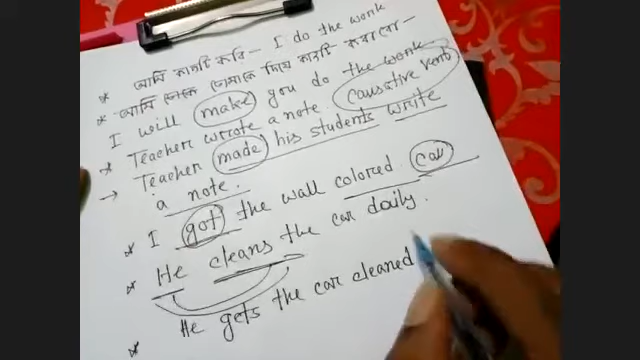 * আমি কাজটি করি - I do the work
* আমি তোমাকে দিয়ে কাজটি করাবো -
I will make you do the work
causative verb
* Teacher wrote a note.
→ Teacher made his students write
a note.
* I got the wall colored cav
* He cleans the car daily.
He gets the car cleaned
*